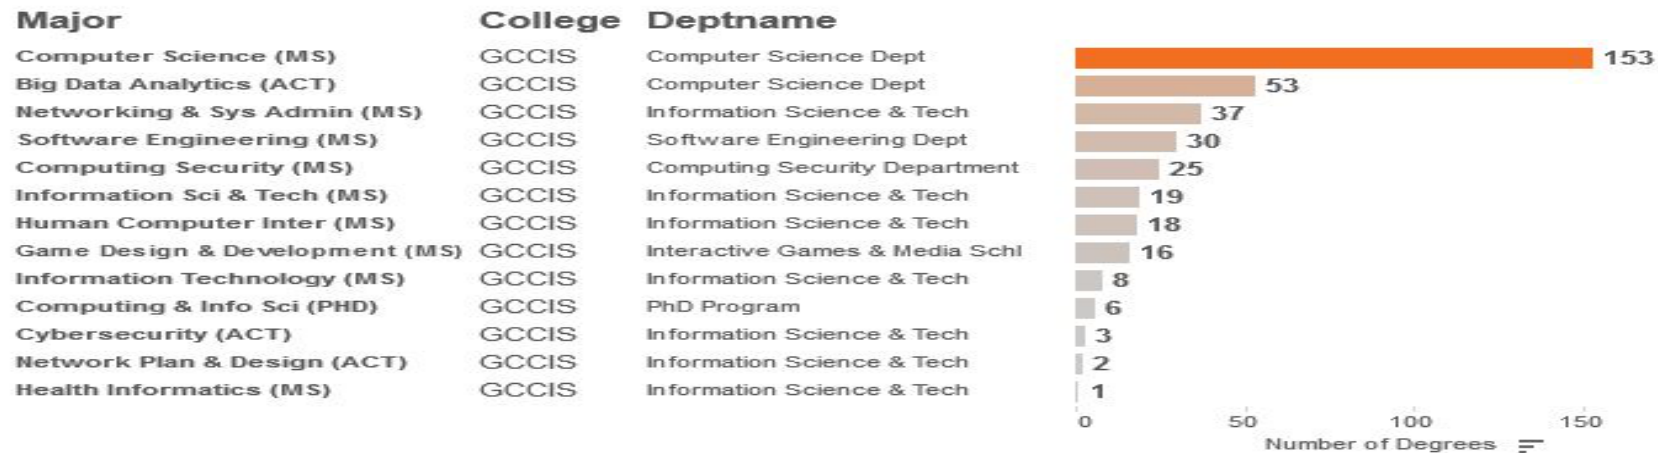 Major College Deptname
Computer Science (MS) GCCIS Computer Science Dept 153
Big Data Analytics (ACT) GCCIS Computer Science Dept 53
Networking & Sys Admin (MS) GCCIS Information Science & Tech 37
Software Engineering (MS) GCCIS Software Engineering Dept 30
Computing Security (MS) GCCIS Computing Security Department 25
Information Sci & Tech (MS) GCCIS Information Science & Tech 19
Human Computer Inter (MS) GCCIS Information Science & Tech 18
Game Design & Development (MS) GCCIS Interactive Games & Media Schl 16
Information Technology (MS) GCCIS Information Science & Tech 8
Computing & Info Sci (PHD) GCCIS PhD Program 6
Cybersecurity (ACT) GCCIS Information Science & Tech 3
Network Plan & Design (ACT) GCCIS Information Science & Tech 2
Health Informatics (MS) GCCIS Information Science & Tech 1
0 50 100 150
Number of Degrees